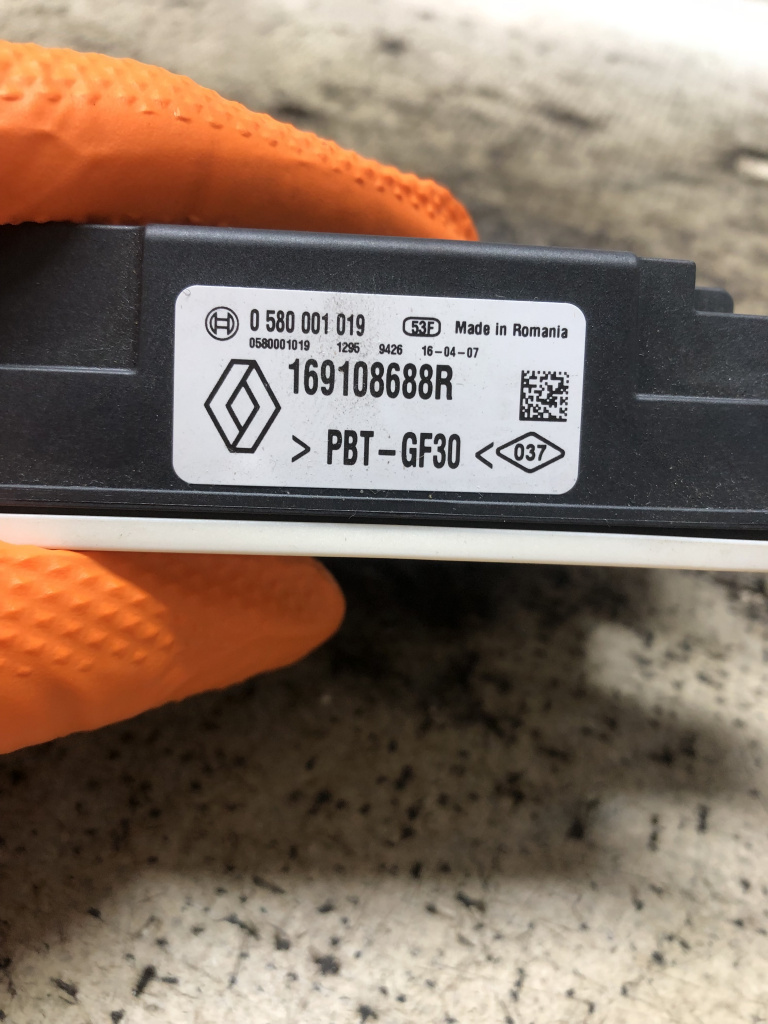 0 580 001 019 53F Made in Romania
0580001019 1295 9426 16-04-07
169108688R
> PBT-GF30 < 037